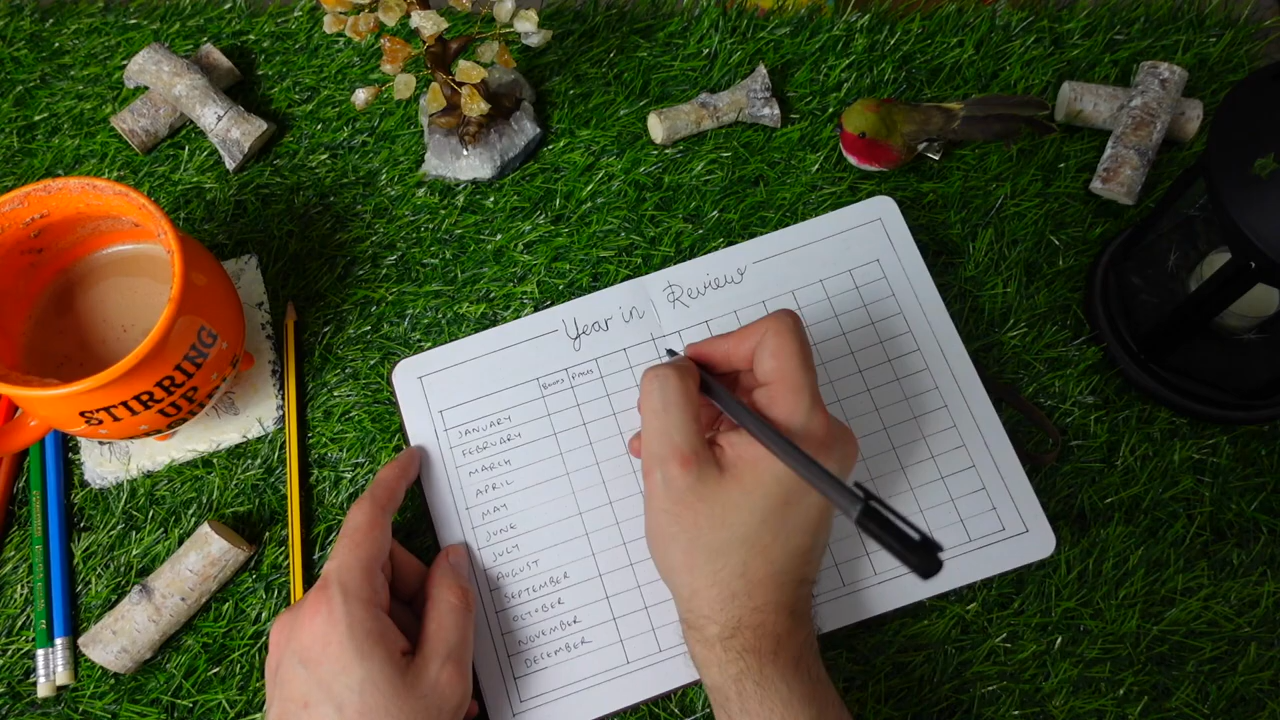 Year in Review
BOOKS PAGES
JANUARY
FEBRUARY
MARCH
APRIL
MAY
JUNE
JULY
AUGUST
SEPTEMBER
OCTOBER
NOVEMBER
DECEMBER
STIRRING
UP